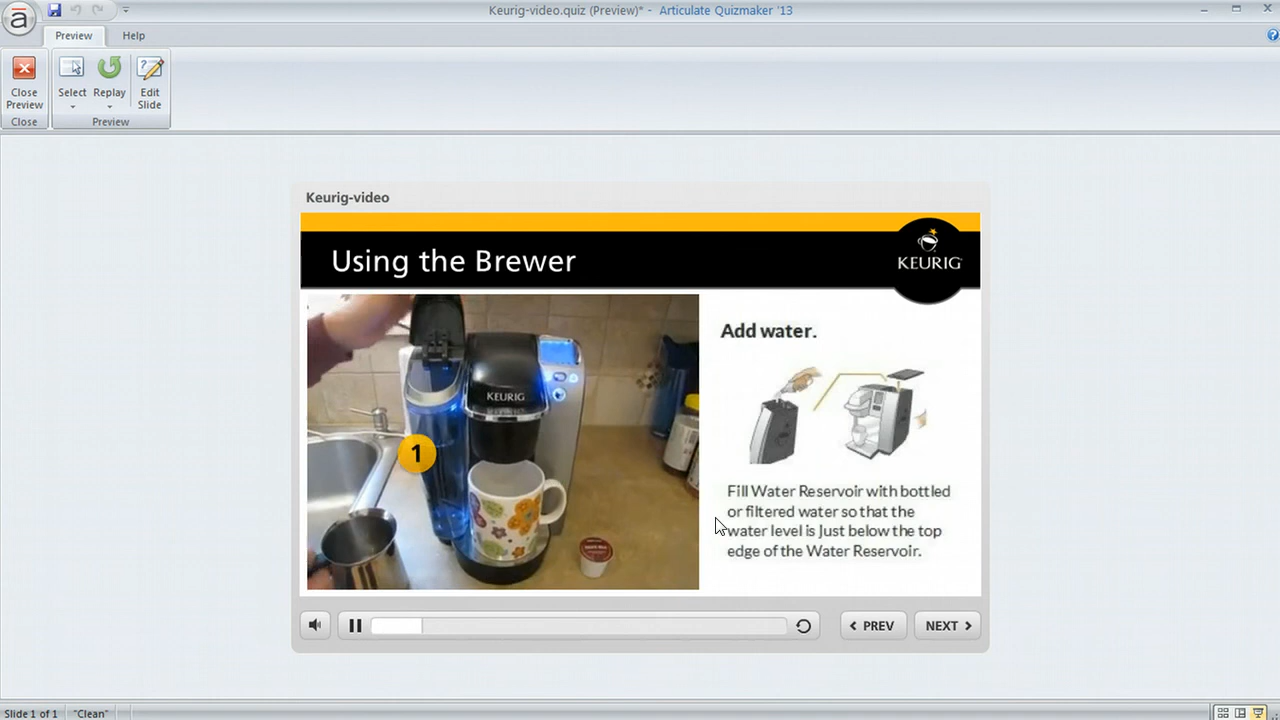 Keurig-video.quiz (Preview)* - Articulate Quizmaker '13
Preview
Help
Close Preview
Select
Replay
Edit Slide
Close
Preview
Keurig-video
Using the Brewer
KEURIG
KEURIG
1
Add water.
Fill Water Reservoir with bottled
or filtered water so that the
water level is just below the top
edge of the Water Reservoir.
PREV
NEXT
Slide 1 of 1
"Clean"